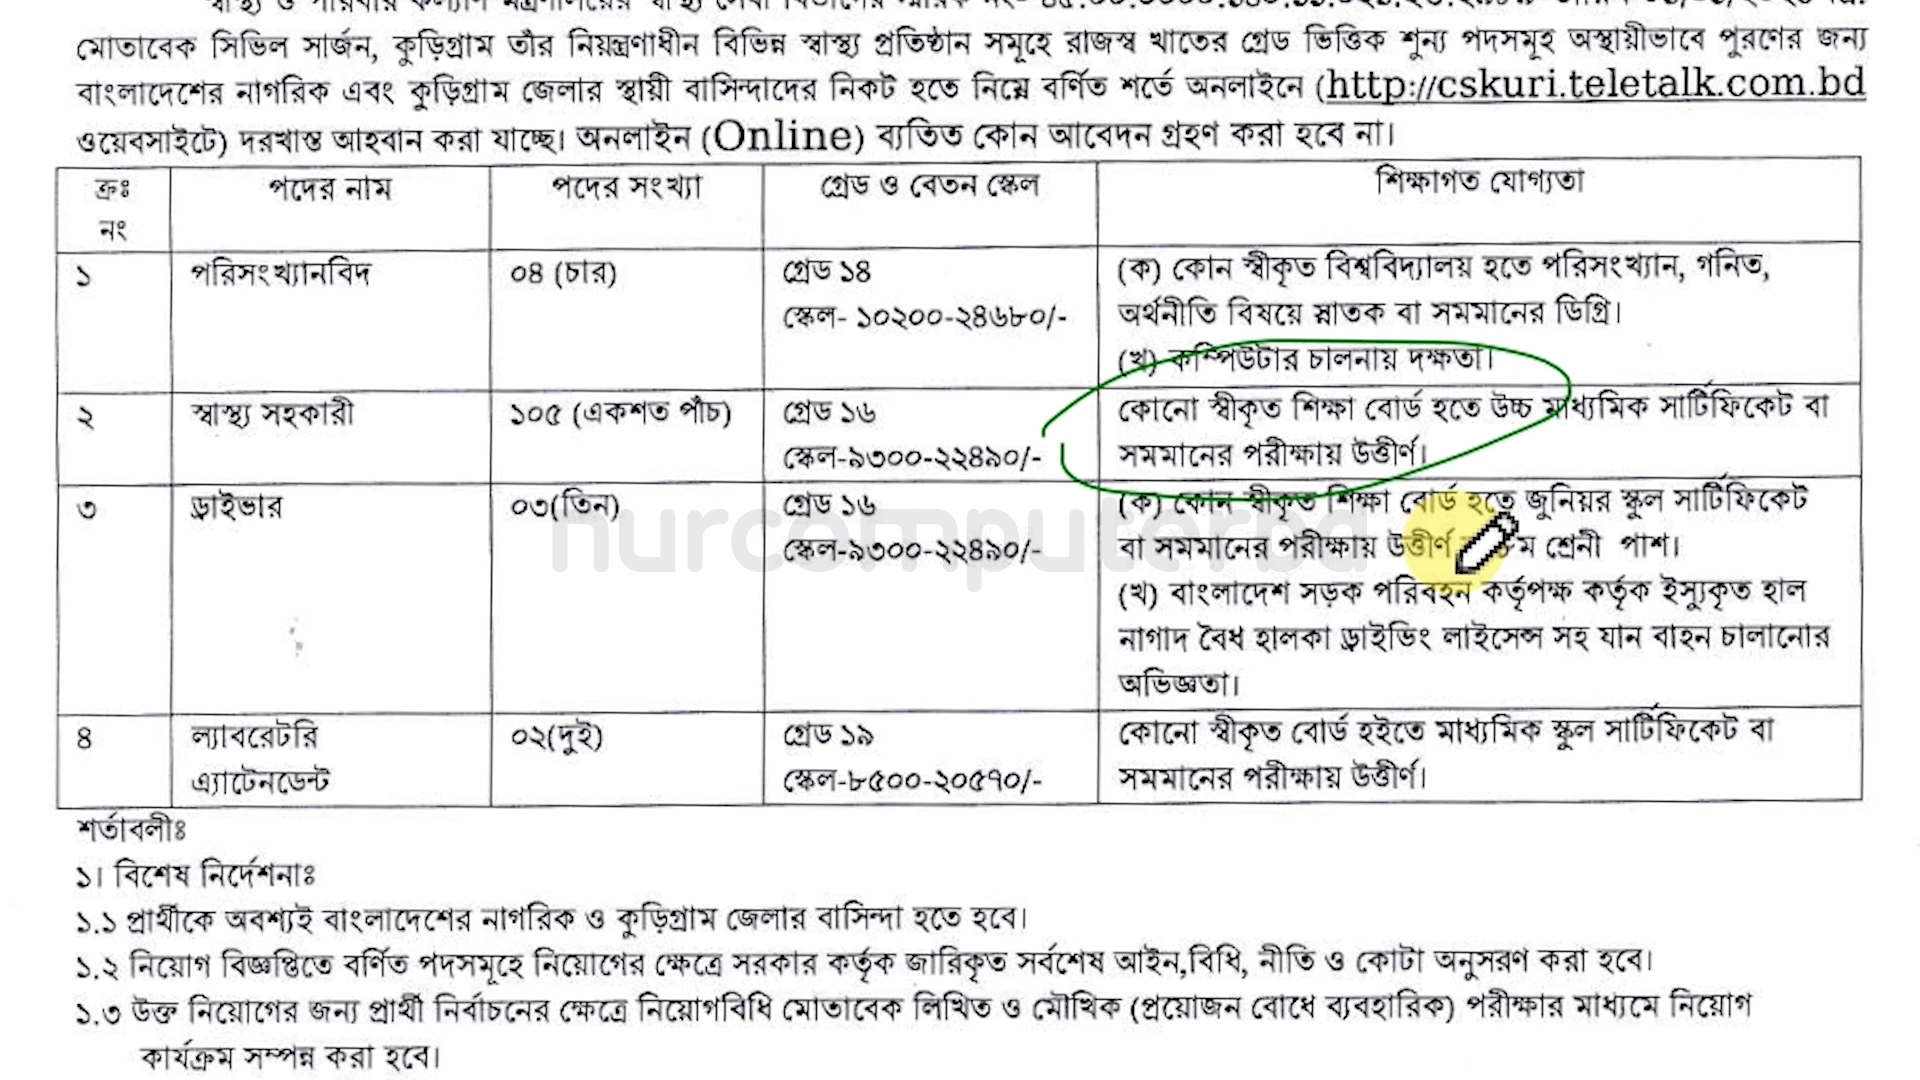 মোতাবেক সিভিল সার্জন, কুড়িগ্রাম তাঁর নিয়ন্ত্রণাধীন বিভিন্ন স্বাস্থ্য প্রতিষ্ঠান সমূহে রাজস্ব খাতের গ্রেড ভিত্তিক শুন্য পদসমূহ অস্থায়ীভাবে পুরণের জন্য
বাংলাদেশের নাগরিক এবং কুড়িগ্রাম জেলার স্থায়ী বাসিন্দাদের নিকট হতে নিম্নে বর্ণিত শর্তে অনলাইনে (http://cskuri.teletalk.com.bd
ওয়েবসাইটে) দরখাস্ত আহবান করা যাচ্ছে। অনলাইন (Online) ব্যতিত কোন আবেদন গ্রহণ করা হবে না।
ক্রঃ নং
পদের নাম
পদের সংখ্যা
গ্রেড ও বেতন স্কেল
শিক্ষাগত যোগ্যতা
১
পরিসংখ্যানবিদ
০৪ (চার)
গ্রেড ১৪
স্কেল- ১০২০০-২৪৬৮০/-
(ক) কোন স্বীকৃত বিশ্ববিদ্যালয় হতে পরিসংখ্যান, গনিত,
অর্থনীতি বিষয়ে স্নাতক বা সমমানের ডিগ্রি।
(খ) কম্পিউটার চালনায় দক্ষতা।
২
স্বাস্থ্য সহকারী
১০৫ (একশত পাঁচ)
গ্রেড ১৬
স্কেল-৯৩০০-২২৪৯০/-
কোনো স্বীকৃত শিক্ষা বোর্ড হতে উচ্চ মাধ্যমিক সার্টিফিকেট বা
সমমানের পরীক্ষায় উত্তীর্ণ।
৩
ড্রাইভার
০৩(তিন)
গ্রেড ১৬
স্কেল-৯৩০০-২২৪৯০/-
(ক) কোন স্বীকৃত শিক্ষা বোর্ড হতে জুনিয়র স্কুল সার্টিফিকেট
বা সমমানের পরীক্ষায় উত্তীর্ণ শ্রেনী পাশ।
(খ) বাংলাদেশ সড়ক পরিবহন কর্তৃপক্ষ কর্তৃক ইস্যুকৃত হাল
নাগাদ বৈধ হালকা ড্রাইভিং লাইসেন্স সহ যান বাহন চালানোর
অভিজ্ঞতা।
৪
ল্যাবরেটরি
এ্যাটেনডেন্ট
০২(দুই)
গ্রেড ১৯
স্কেল-৮৫০০-২০৫৭০/-
কোনো স্বীকৃত বোর্ড হইতে মাধ্যমিক স্কুল সার্টিফিকেট বা
সমমানের পরীক্ষায় উত্তীর্ণ।
nurcomputerbd
শর্তাবলীঃ
১। বিশেষ নির্দেশনাঃ
১.১ প্রার্থীকে অবশ্যই বাংলাদেশের নাগরিক ও কুড়িগ্রাম জেলার বাসিন্দা হতে হবে।
১.২ নিয়োগ বিজ্ঞপ্তিতে বর্ণিত পদসমূহে নিয়োগের ক্ষেত্রে সরকার কর্তৃক জারিকৃত সর্বশেষ আইন,বিধি, নীতি ও কোটা অনুসরণ করা হবে।
১.৩ উক্ত নিয়োগের জন্য প্রার্থী নির্বাচনের ক্ষেত্রে নিয়োগবিধি মোতাবেক লিখিত ও মৌখিক (প্রয়োজন বোধে ব্যবহারিক) পরীক্ষার মাধ্যমে নিয়োগ
কার্যক্রম সম্পন্ন করা হবে।